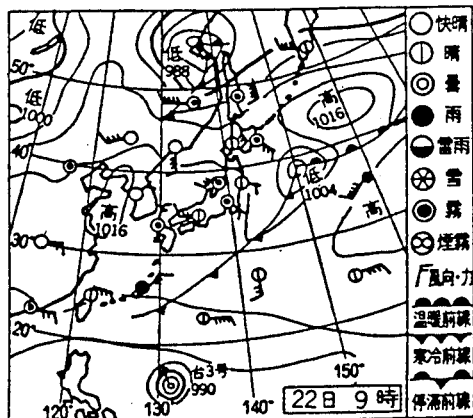 低
低
988
高
1016
低
1000
低
1004
高
高
1016
台3号
990
50°
40
30°
20°
120°
130°
140°
150°
22日9時
快晴
晴
曇
雨
雷雨
雪
霧
煙霧
風向・力
温暖前線
寒冷前線
停滞前線